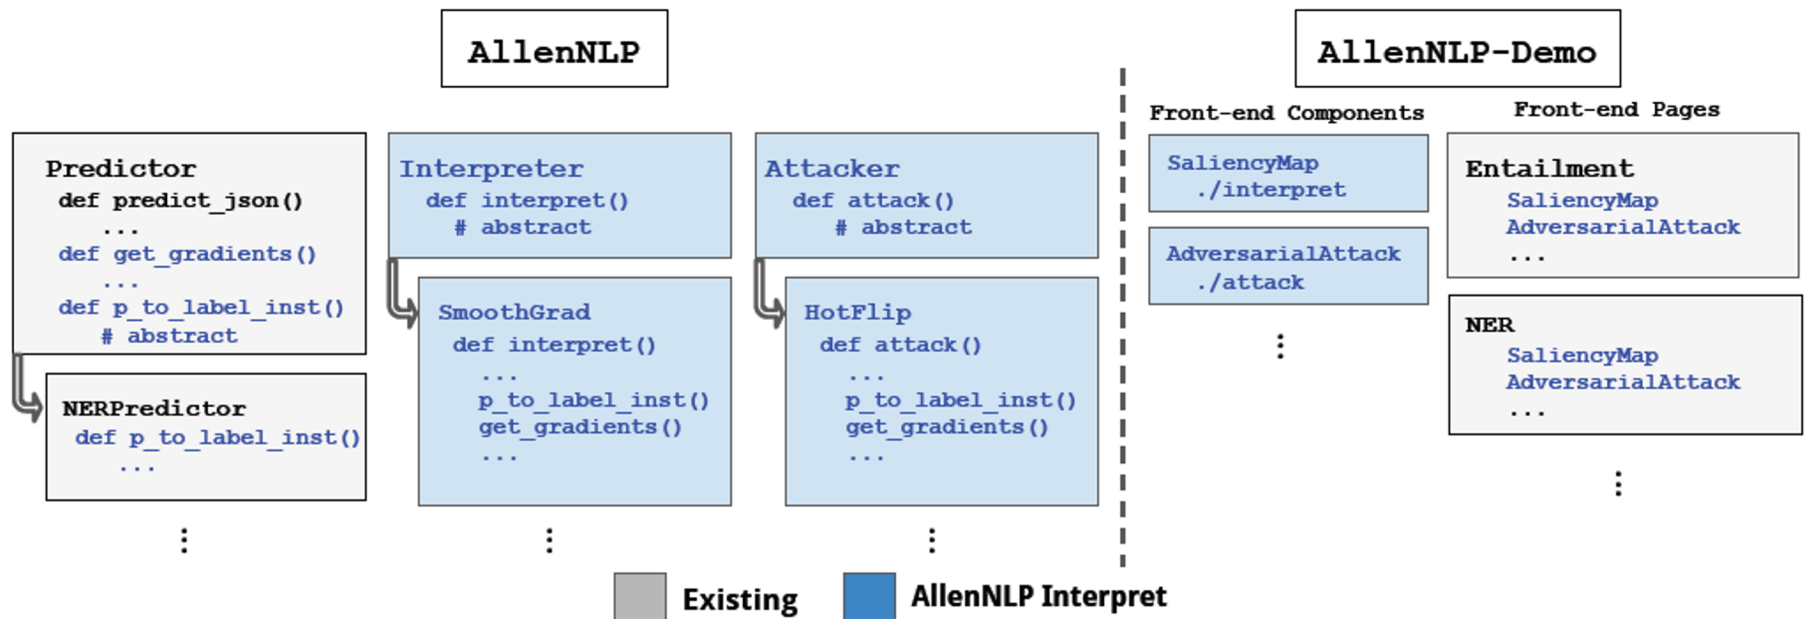 AllenNLP
Predictor
def predict_json()
...
def get_gradients()
...
def p_to_label_inst()
# abstract
NERPredictor
def p_to_label_inst()
...
Interpreter
def interpret()
# abstract
SmoothGrad
def interpret()
...
p_to_label_inst()
get_gradients()
...
Attacker
def attack()
# abstract
HotFlip
def attack()
...
p_to_label_inst()
get_gradients()
...
AllenNLP-Demo
Front-end Components
SaliencyMap
./interpret
AdversarialAttack
./attack
Front-end Pages
Entailment
SaliencyMap
AdversarialAttack
...
NER
SaliencyMap
AdversarialAttack
...
Existing
AllenNLP Interpret